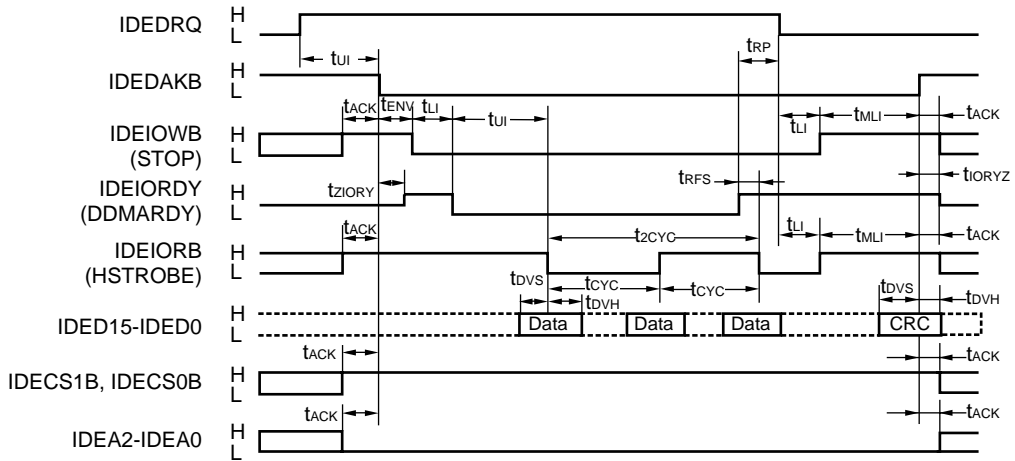 IDEDRQ H
L
tUI tRP
IDEDAKB H
L
tACK tENV tLI tUI tLI tMLI tACK
IDEIOWB H
(STOP) L
IDEIORDY H
(DDMARDY) L
tZIORY tRFS tIORYZ
tACK t2CYC tLI tMLI tACK
IDEIORB H
(HSTROBE) L
tDVS tCYC tCYC tDVS
tDVH tDVH
IDED15-IDED0 H
L
Data Data Data CRC
tACK tACK
IDECS1B, IDECS0B H
L
tACK tACK
IDEA2-IDEA0 H
L